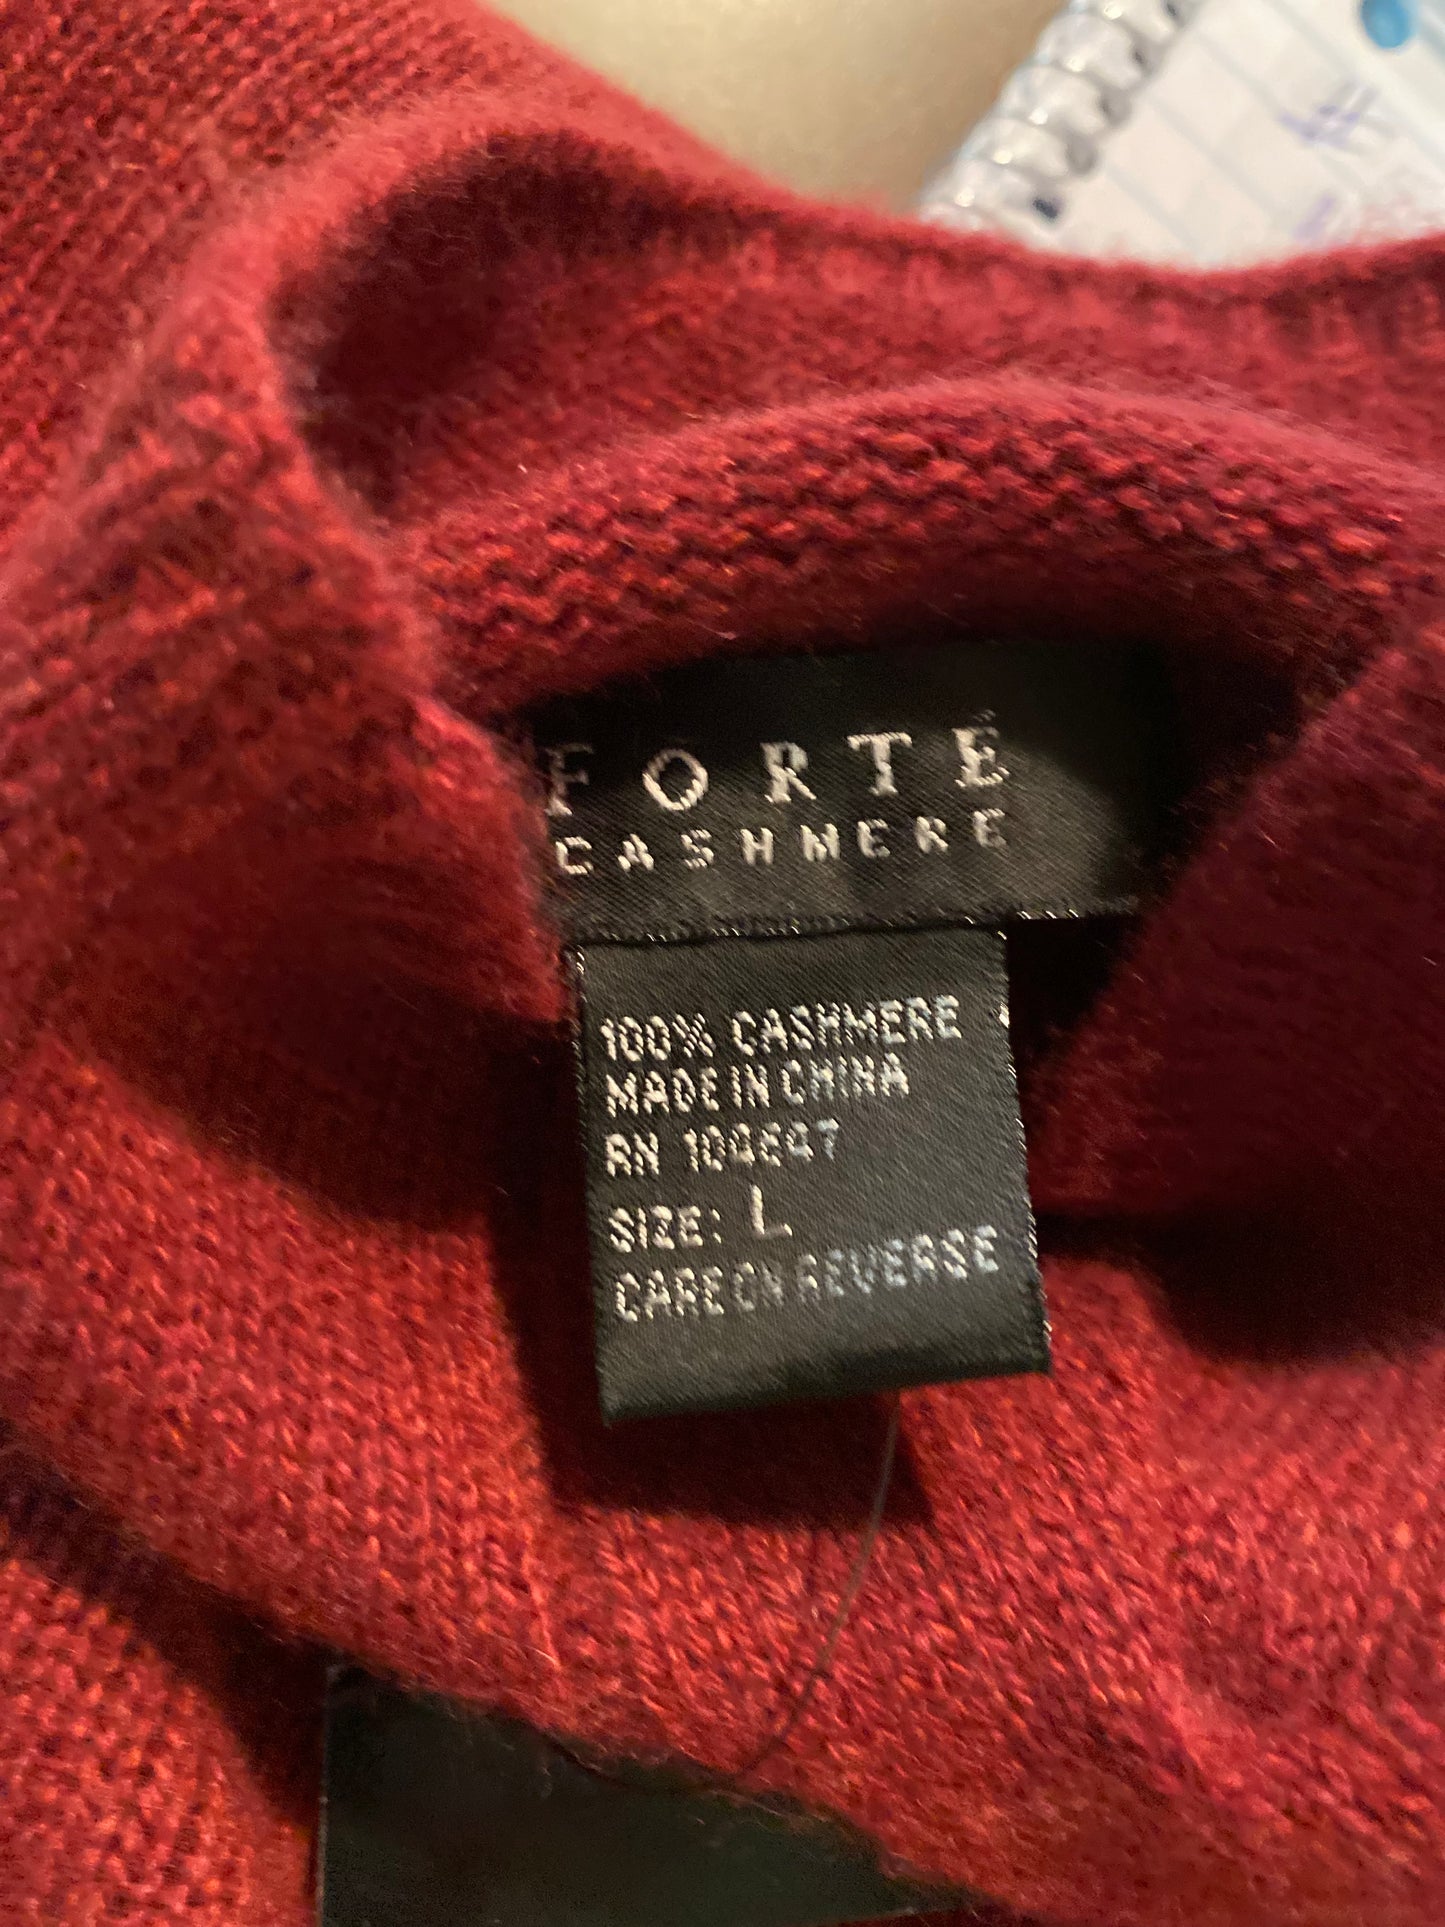 FORTE
CASHMERE
100% CASHMERE
MADE IN CHINA
RN 104647
SIZE: L
CARE ON REVERSE
#